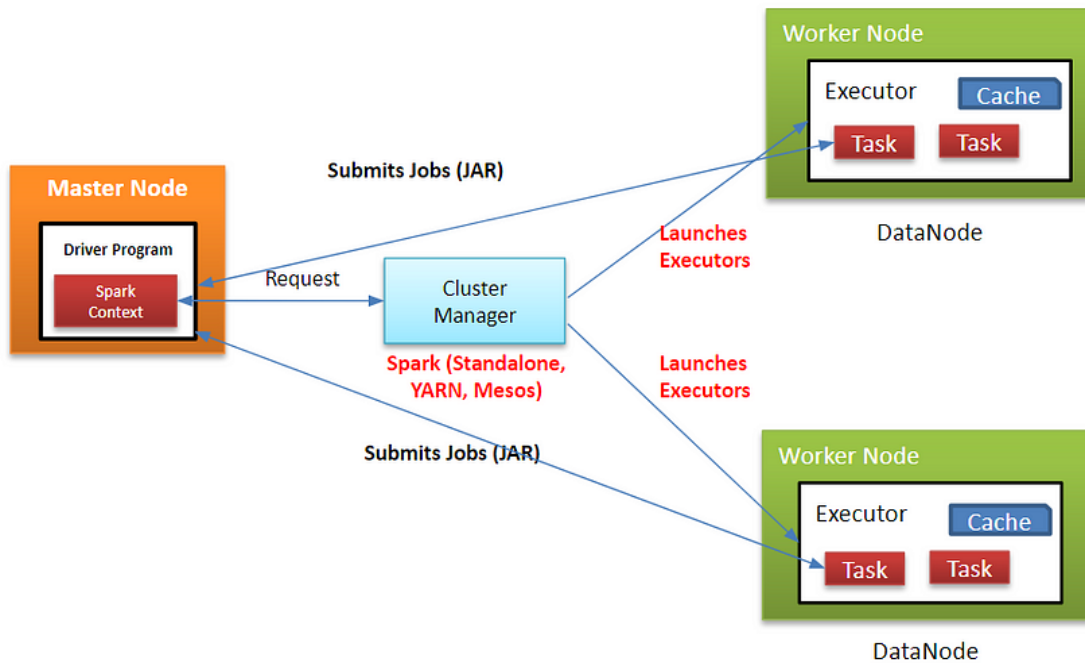 Worker Node
Executor
Cache
Task
Task
DataNode
Submits Jobs (JAR)
Master Node
Driver Program
Spark
Context
Request
Cluster
Manager
Spark (Standalone,
YARN, Mesos)
Launches
Executors
Launches
Executors
Submits Jobs (JAR)
Worker Node
Executor
Cache
Task
Task
DataNode